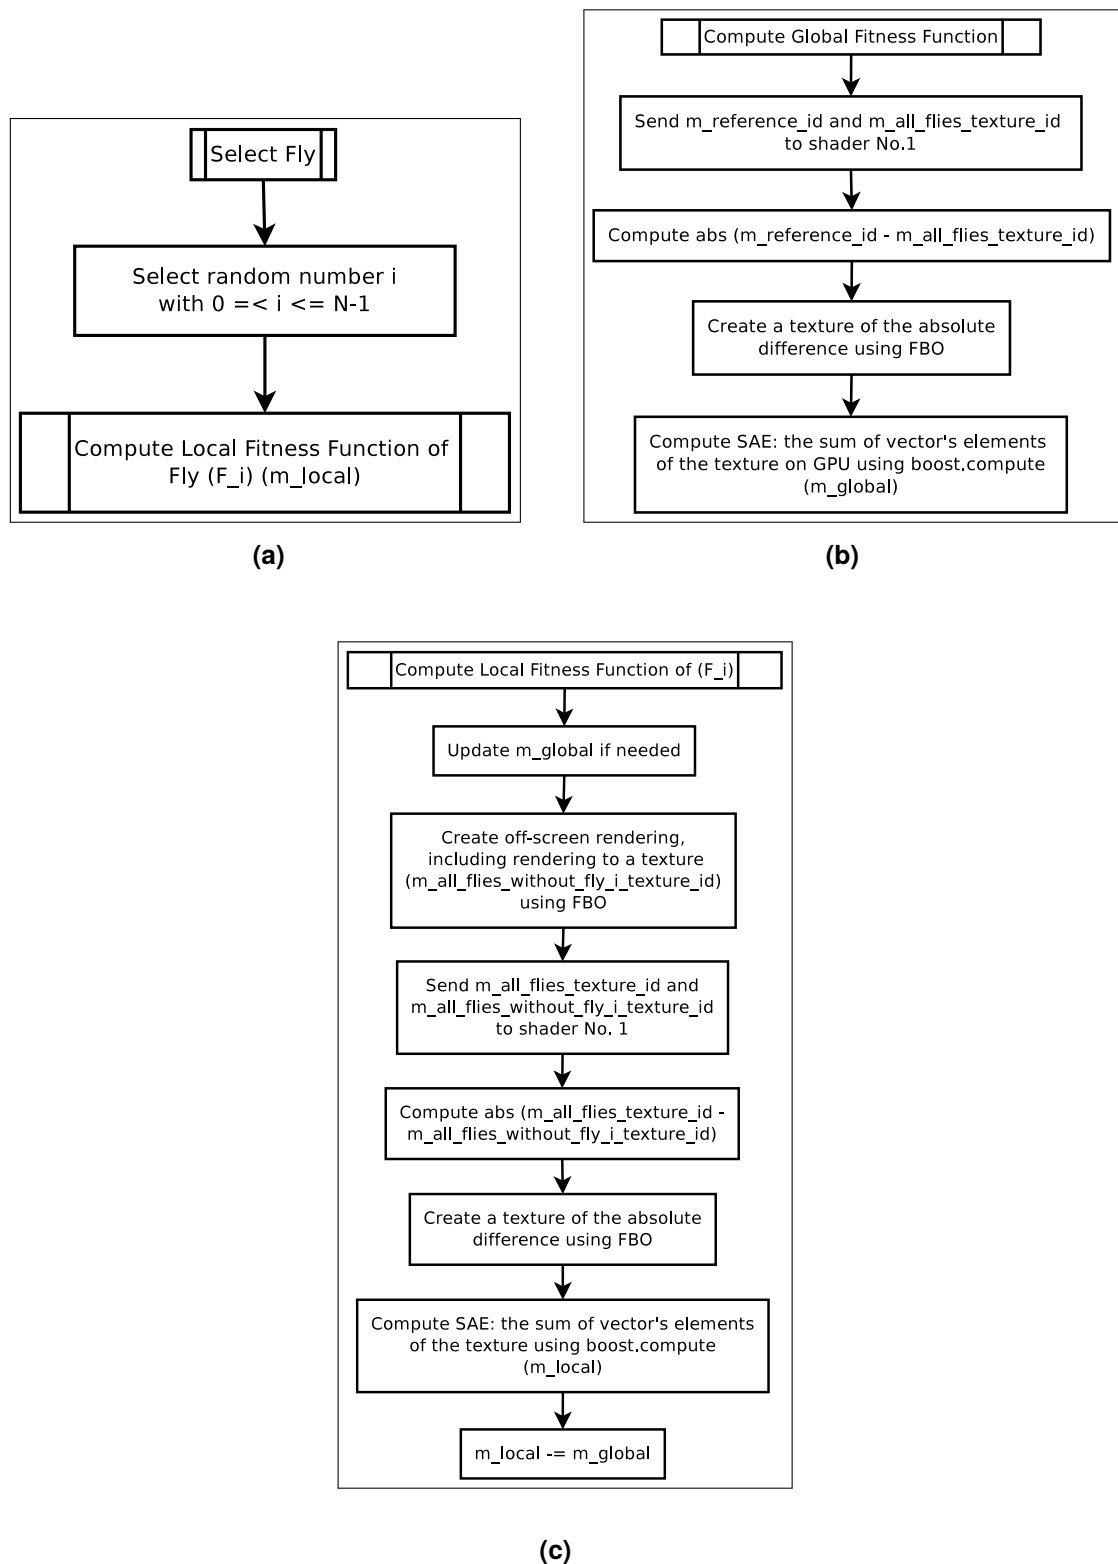 Select Fly
Select random number i
with 0 =< i <= N-1
Compute Local Fitness Function of
Fly (F_i) (m_local)
(a)
Compute Global Fitness Function
Send m_reference_id and m_all_flies_texture_id
to shader No.1
Compute abs (m_reference_id - m_all_flies_texture_id)
Create a texture of the absolute
difference using FBO
Compute SAE: the sum of vector's elements
of the texture on GPU using boost.compute
(m_global)
(b)
Compute Local Fitness Function of (F_i)
Update m_global if needed
Create off-screen rendering,
including rendering to a texture
(m_all_flies_without_fly_i_texture_id)
using FBO
Send m_all_flies_texture_id and
m_all_flies_without_fly_i_texture_id
to shader No. 1
Compute abs (m_all_flies_texture_id -
m_all_flies_without_fly_i_texture_id)
Create a texture of the absolute
difference using FBO
Compute SAE: the sum of vector's elements
of the texture using boost.compute
(m_local)
m_local -= m_global
(c)